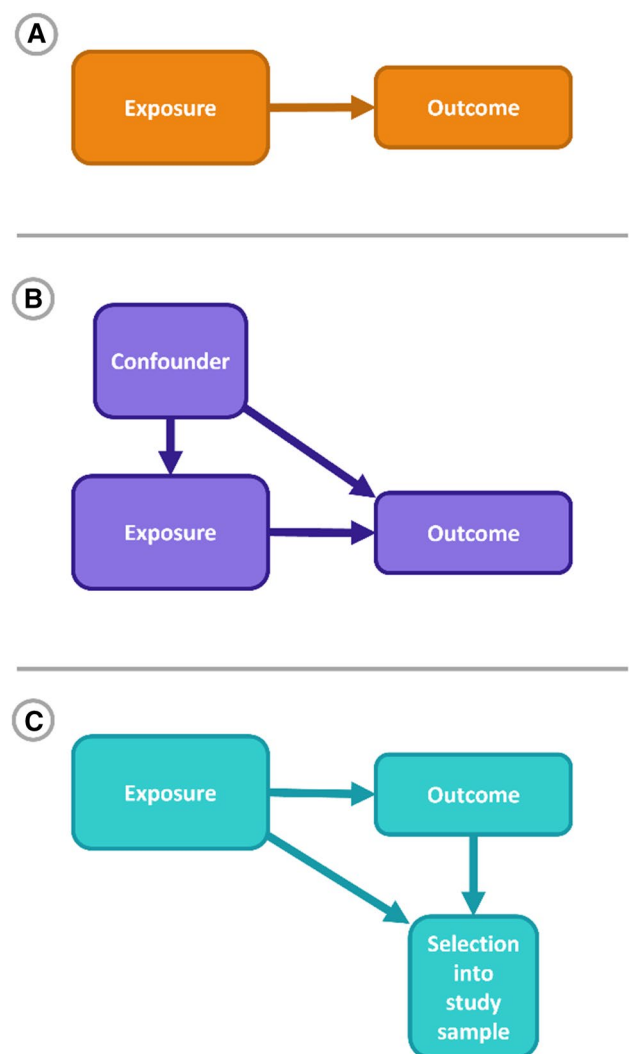 A
Exposure
Outcome
B
Confounder
Exposure
Outcome
C
Exposure
Outcome
Selection
into
study
sample